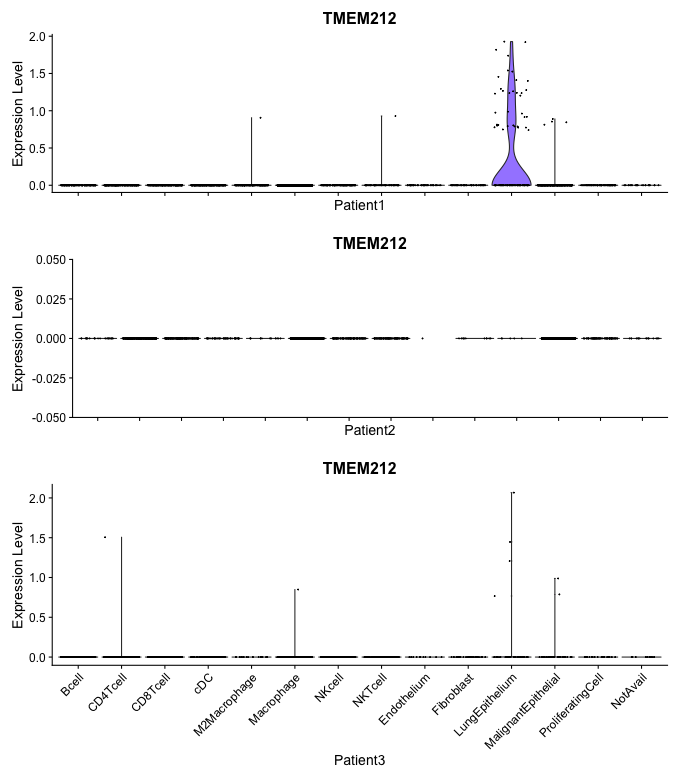 TMEM212
Expression Level
2.0
1.5
1.0
0.5
0.0
Patient1
TMEM212
Expression Level
0.050
0.025
0.000
-0.025
-0.050
Patient2
TMEM212
Expression Level
2.0
1.5
1.0
0.5
0.0
Bcell
CD4Tcell
CD8Tcell
cDC
M2Macrophage
Macrophage
NKcell
NKTcell
Endothelium
Fibroblast
LungEpithelium
MalignantEpithelial
ProliferatingCell
NotAvail
Patient3